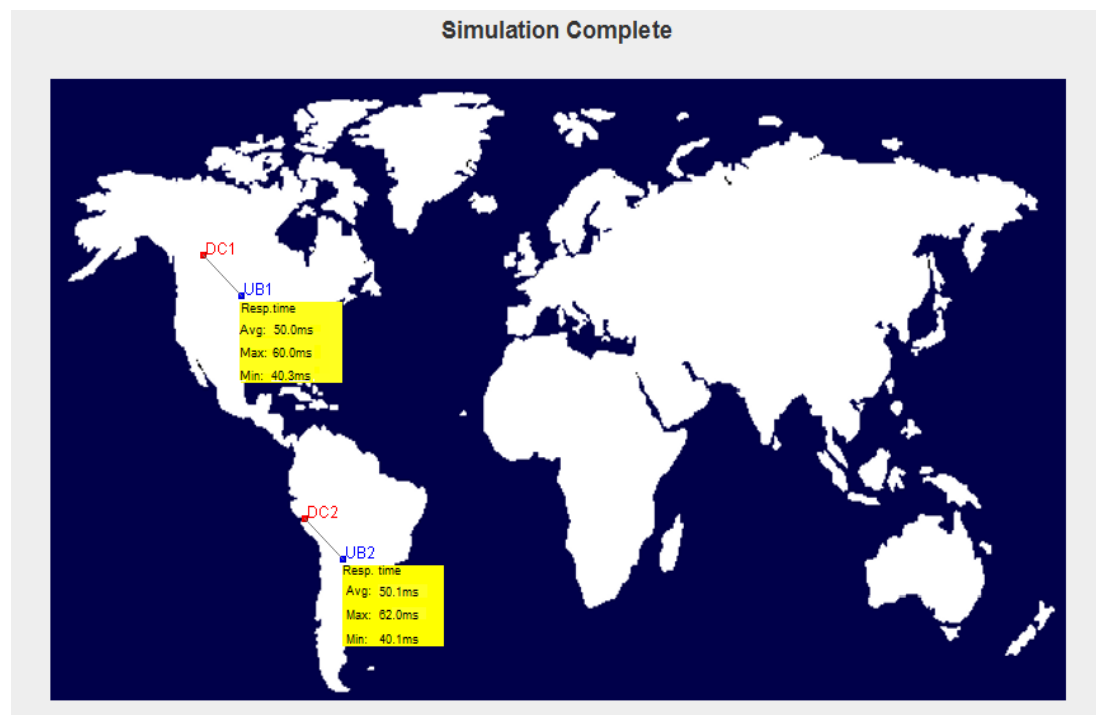 Simulation Complete
DC1
UB1
Resp.time
Avg: 50.0ms
Max: 60.0ms
Min: 40.3ms
DC2
UB2
Resp. time
Avg: 50.1ms
Max: 62.0ms
Min: 40.1ms